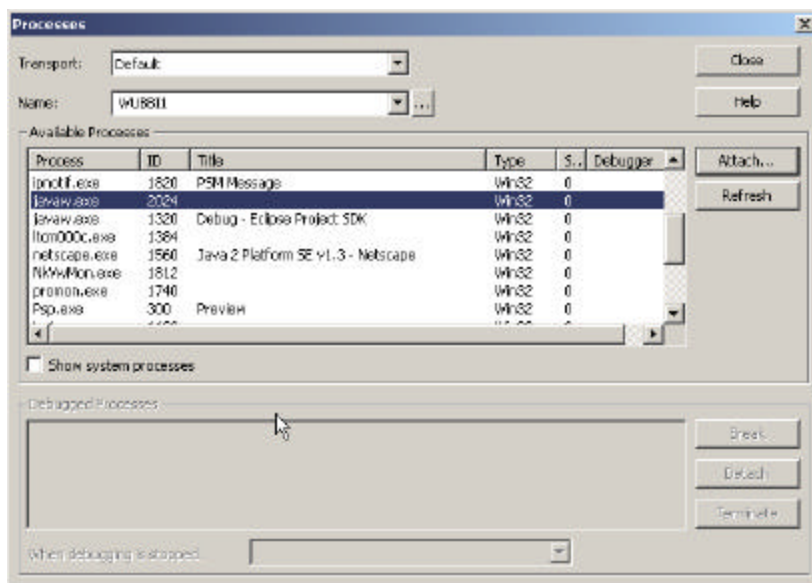 Processes
Transport: Default Close
Name: WUB811 ... Help
Available Processes
Process ID Title Type S.. Debugger Attach...
ipnotif.exe 1820 PSM Message Win32 0
javaw.exe 2024 Win32 0 Refresh
javaw.exe 1320 Debug - Eclipse Project SDK Win32 0
ltcm000c.exe 1384 Win32 0
netscape.exe 1560 Java 2 Platform SE v1.3 - Netscape Win32 0
NkVwMon.exe 1812 Win32 0
promon.exe 1740 Win32 0
Psp.exe 300 Preview Win32 0
Show system processes
Debugged Processes
Break
Detach
Terminate
When debugging is stopped